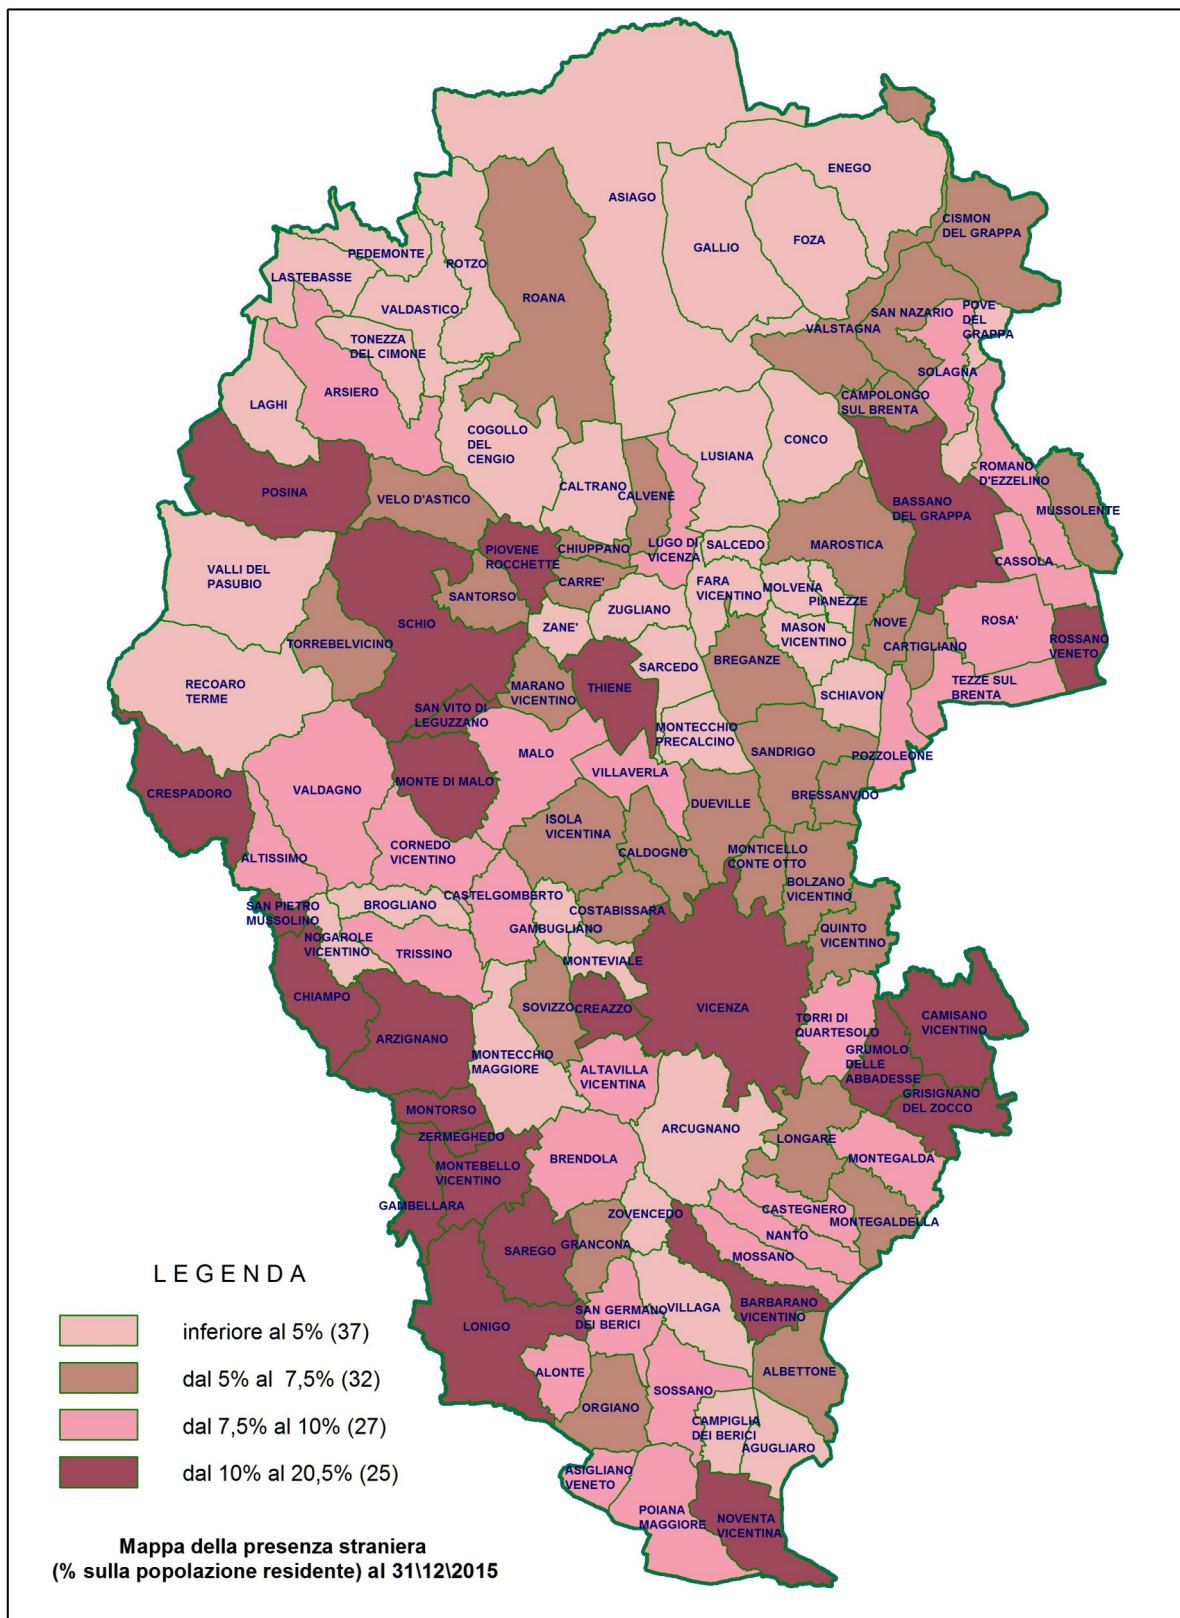 ENEGO
ASIAGO
CISMON
DEL GRAPPA
FOZA
GALLIO
PEDEMONTE
ROTZO
LASTEBASSE
ROANA
VALDASTICO
POVE
DEL
GRAPPA
SAN NAZARIO
VALSTAGNA
TONEZZA
DEL CIMONE
SOLAGNA
ARSIERO
CAMPOLONGO
SUL BRENTA
LAGHI
COGOLLO
DEL
CENGIO
CONCO
LUSIANA
ROMANO
D'EZZELINO
POSINA
CALTRANO
VELO D'ASTICO
CALVENE
BASSANO
DEL GRAPPA
MUSSOLENTE
LUGO DI
VICENZA
SALCEDO
MAROSTICA
PIOVENE
ROCCHETTE
CHIUPPANO
CASSOLA
VALLI DEL
PASUBIO
CARRE'
FARA
VICENTINO
MOLVENA
PIANEZZE
SANTORSO
ZUGLIANO
SCHIO
ZANE'
MASON
VICENTINO
NOVE
ROSA'
ROSSANO
VENETO
TORREBELVICINO
CARTIGLIANO
BREGANZE
SARCEDO
RECOARO
TERME
THIENE
MARANO
VICENTINO
SCHIAVON
TEZZE SUL
BRENTA
SAN VITO DI
LEGUZZANO
MONTECCHIO
PRECALCINO
MALO
SANDRIGO
POZZOLEONE
VILLAVERLA
MONTE DI MALO
CRESPADORO
VALDAGNO
BRESSANVIDO
DUEVILLE
ISOLA
VICENTINA
CORNEDO
VICENTINO
MONTICELLO
CONTE OTTO
CALDOGNO
ALTISSIMO
BOLZANO
VICENTINO
CASTELGOMBERTO
BROGLIANO
SAN PIETRO
MUSSOLINO
COSTABISSARA
GAMBUGLIANO
QUINTO
VICENTINO
NOGAROLE
VICENTINO
TRISSINO
MONTEVIALE
CHIAMPO
SOVIZZO
CREAZZO
VICENZA
TORRI DI
QUARTESOLO
CAMISANO
VICENTINO
ARZIGNANO
GRUMOLO
DELLE
ABBADESSE
MONTECCHIO
MAGGIORE
ALTAVILLA
VICENTINA
GRISIGNANO
DEL ZOCCO
MONTORSO
ARCUGNANO
ZERMEGHEDO
LONGARE
MONTEGALDA
BRENDOLA
MONTEBELLO
VICENTINO
GAMBELLARA
CASTEGNERO
ZOVENCEDO
MONTEGALDELLA
NANTO
GRANCONA
SAREGO
MOSSANO
BARBARANO
VICENTINO
VILLAGA
SAN GERMANO
DEI BERICI
LONIGO
ALONTE
ALBETTONE
SOSSANO
ORGIANO
CAMPIGLIA
DEI BERICI
AGUGLIARO
ASIGLIANO
VENETO
POIANA
MAGGIORE
NOVENTA
VICENTINA
LEGENDA
inferiore al 5% (37)
dal 5% al 7,5% (32)
dal 7,5% al 10% (27)
dal 10% al 20,5% (25)
Mappa della presenza straniera
(% sulla popolazione residente) al 31\12\2015